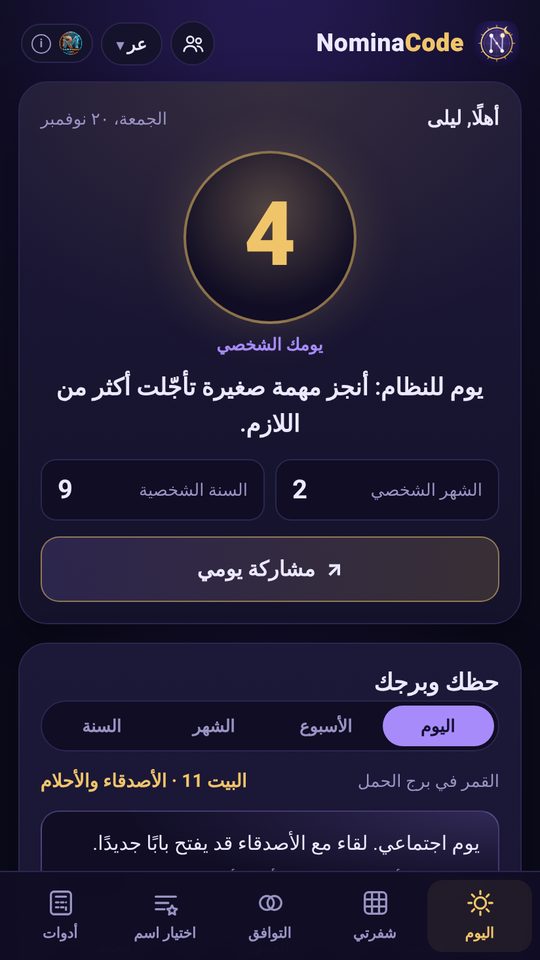 NominaCode
عر ▾
أهلًا, ليلى
الجمعة، ٢٠ نوفمبر
4
يومك الشخصي
يوم للنظام: أنجز مهمة صغيرة تأجّلت أكثر من
اللازم.
الشهر الشخصي 2
السنة الشخصية 9
مشاركة يومي
حظك وبرجك
اليوم الأسبوع الشهر السنة
القمر في برج الحمل
البيت 11 · الأصدقاء والأحلام
يوم اجتماعي. لقاء مع الأصدقاء قد يفتح بابًا جديدًا.
اليوم شفرتي التوافق اختيار اسم أدوات